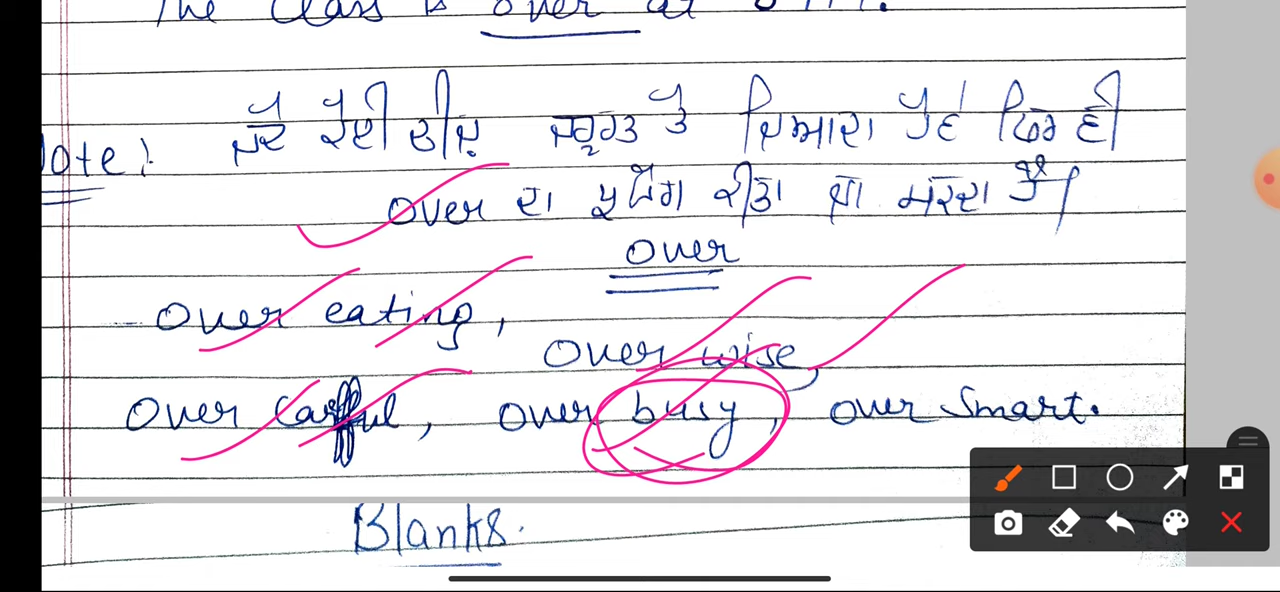 The Class is over at
Note:- ਜਦੋਂ ਕੋਈ ਚੀਜ਼ ਜ਼ਰੂਰਤ ਤੋਂ ਜ਼ਿਆਦਾ ਹੋਵੇ ਫਿਰ ਵੀ
over ਦਾ ਪ੍ਰਯੋਗ ਕੀਤਾ ਜਾ ਸਕਦਾ ਹੈ।
over
over eating,
over wise,
over careful, over busy, over smart.
Blanks.